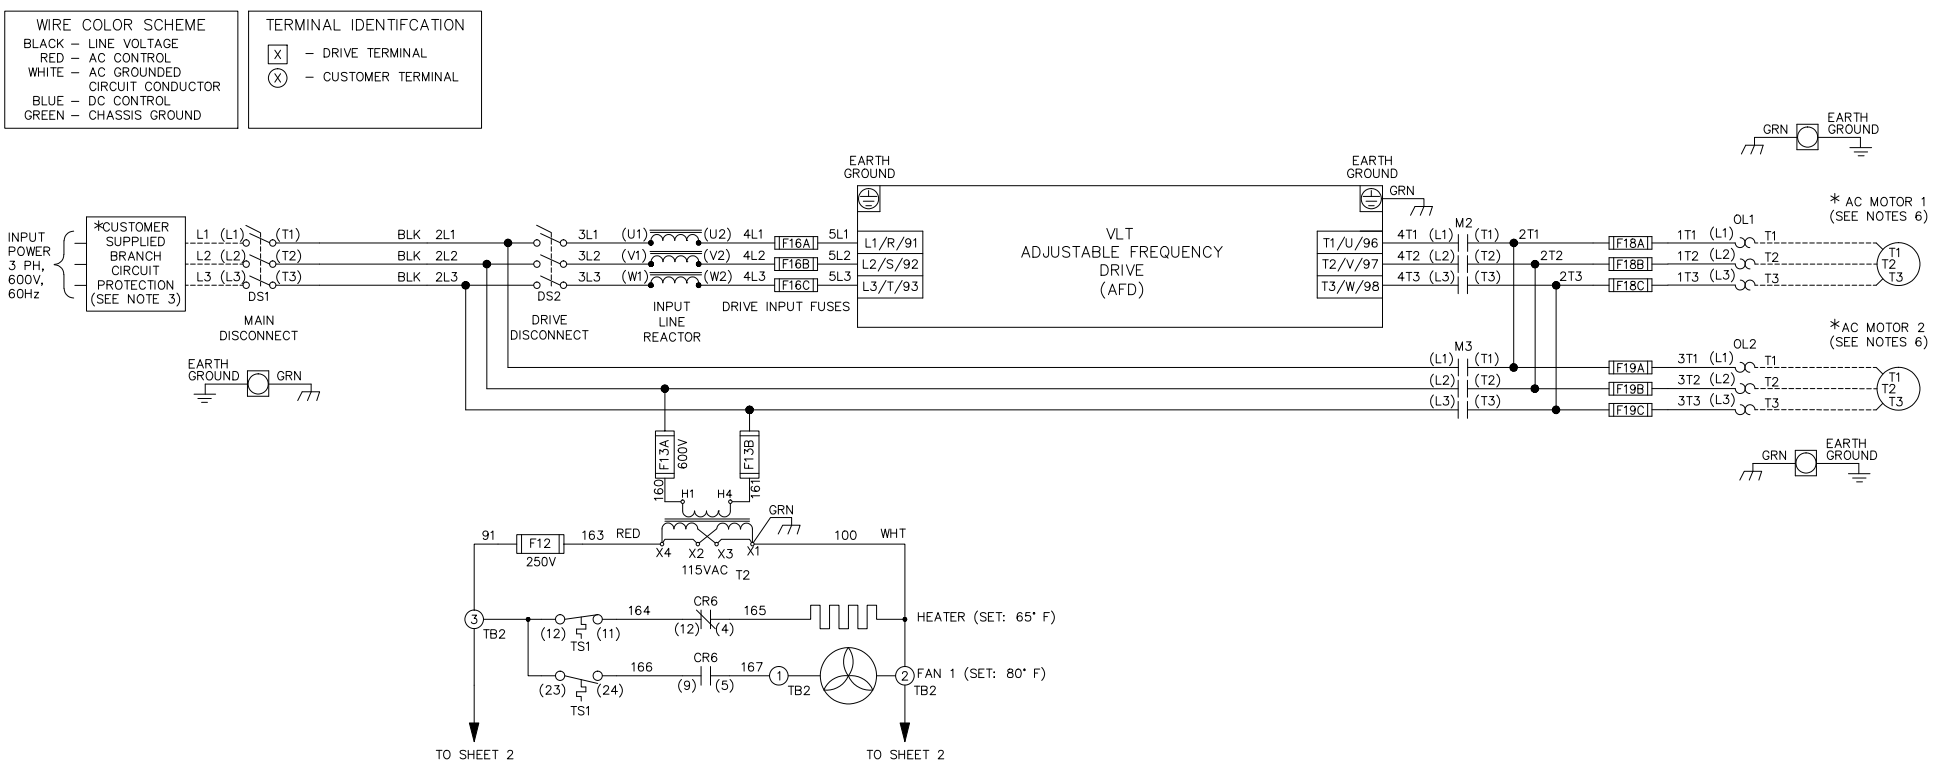 WIRE COLOR SCHEME
BLACK – LINE VOLTAGE
RED – AC CONTROL
WHITE – AC GROUNDED
CIRCUIT CONDUCTOR
BLUE – DC CONTROL
GREEN – CHASSIS GROUND
TERMINAL IDENTIFCATION
X – DRIVE TERMINAL
X – CUSTOMER TERMINAL
INPUT
POWER
3 PH,
600V,
60Hz
*CUSTOMER
SUPPLIED
BRANCH
CIRCUIT
PROTECTION
(SEE NOTE 3)
L1 (L1) (T1) BLK 2L1 3L1 (U1) (U2) 4L1 F16A 5L1 L1/R/91
L2 (L2) (T2) BLK 2L2 3L2 (V1) (V2) 4L2 F16B 5L2 L2/S/92
L3 (L3) (T3) BLK 2L3 3L3 (W1) (W2) 4L3 F16C 5L3 L3/T/93
DS1
MAIN
DISCONNECT
DS2
DRIVE
DISCONNECT
INPUT
LINE
REACTOR
DRIVE INPUT FUSES
EARTH
GROUND
GRN
EARTH
GROUND
VLT
ADJUSTABLE FREQUENCY
DRIVE
(AFD)
EARTH
GROUND
GRN
M2
T1/U/96 4T1 (L1) (T1) 2T1 F18A 1T1 (L1) T1
T2/V/97 4T2 (L2) (T2) 2T2 F18B 1T2 (L2) T2
T3/W/98 4T3 (L3) (T3) 2T3 F18C 1T3 (L3) T3
OL1
GRN
EARTH
GROUND
* AC MOTOR 1
(SEE NOTES 6)
T1
T2
T3
M3
(L1) (T1) F19A 3T1 (L1) T1
(L2) (T2) F19B 3T2 (L2) T2
(L3) (T3) F19C 3T3 (L3) T3
OL2
*AC MOTOR 2
(SEE NOTES 6)
T1
T2
T3
GRN
EARTH
GROUND
F13A
600V
F13B
160
161
H1 H4
GRN
91 F12 163 RED
250V
X4 X2 X3 X1
100 WHT
115VAC T2
3
TB2
(12) (11)
TS1
164
CR6
(12) (4)
165
HEATER (SET: 65° F)
(23) (24)
TS1
166
CR6
(9) (5)
167
1
TB2
2
TB2
FAN 1 (SET: 80° F)
TO SHEET 2
TO SHEET 2